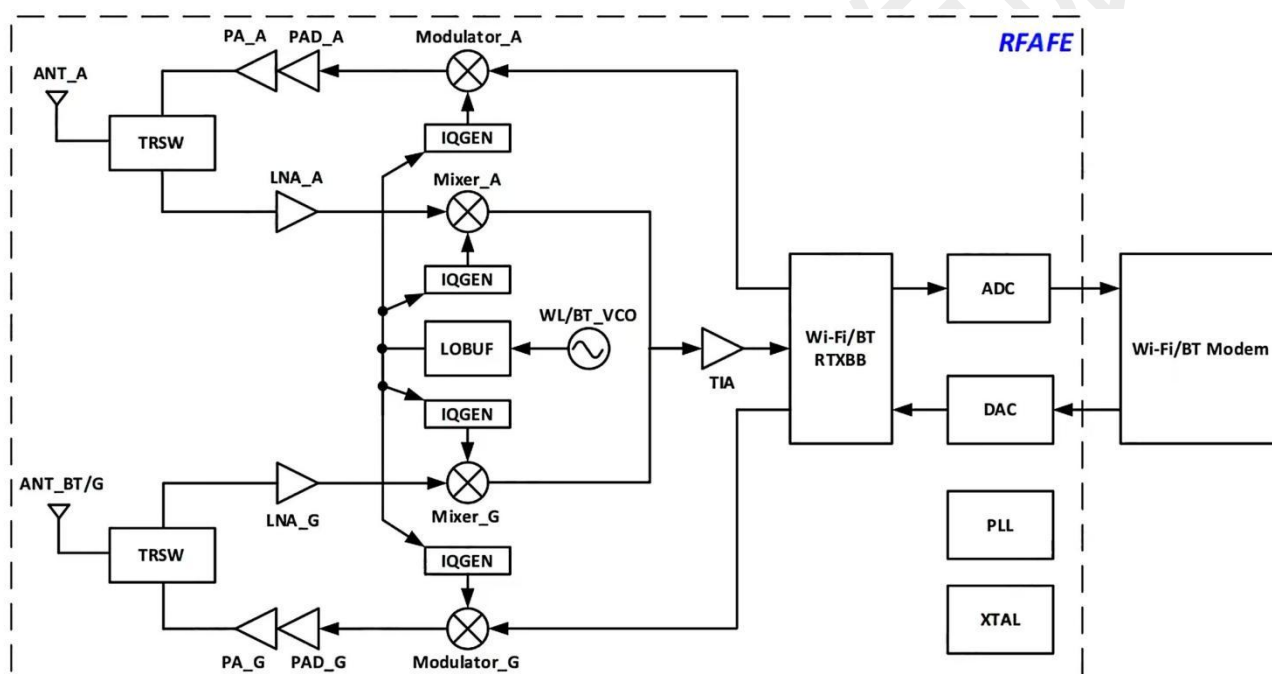 RFAFE
PA_A
PAD_A
Modulator_A
ANT_A
TRSW
IQGEN
LNA_A
Mixer_A
IQGEN
WL/BT_VCO
LOBUF
TIA
Wi-Fi/BT
RTXBB
ADC
DAC
Wi-Fi/BT Modem
IQGEN
ANT_BT/G
LNA_G
Mixer_G
TRSW
IQGEN
PLL
XTAL
PA_G
PAD_G
Modulator_G